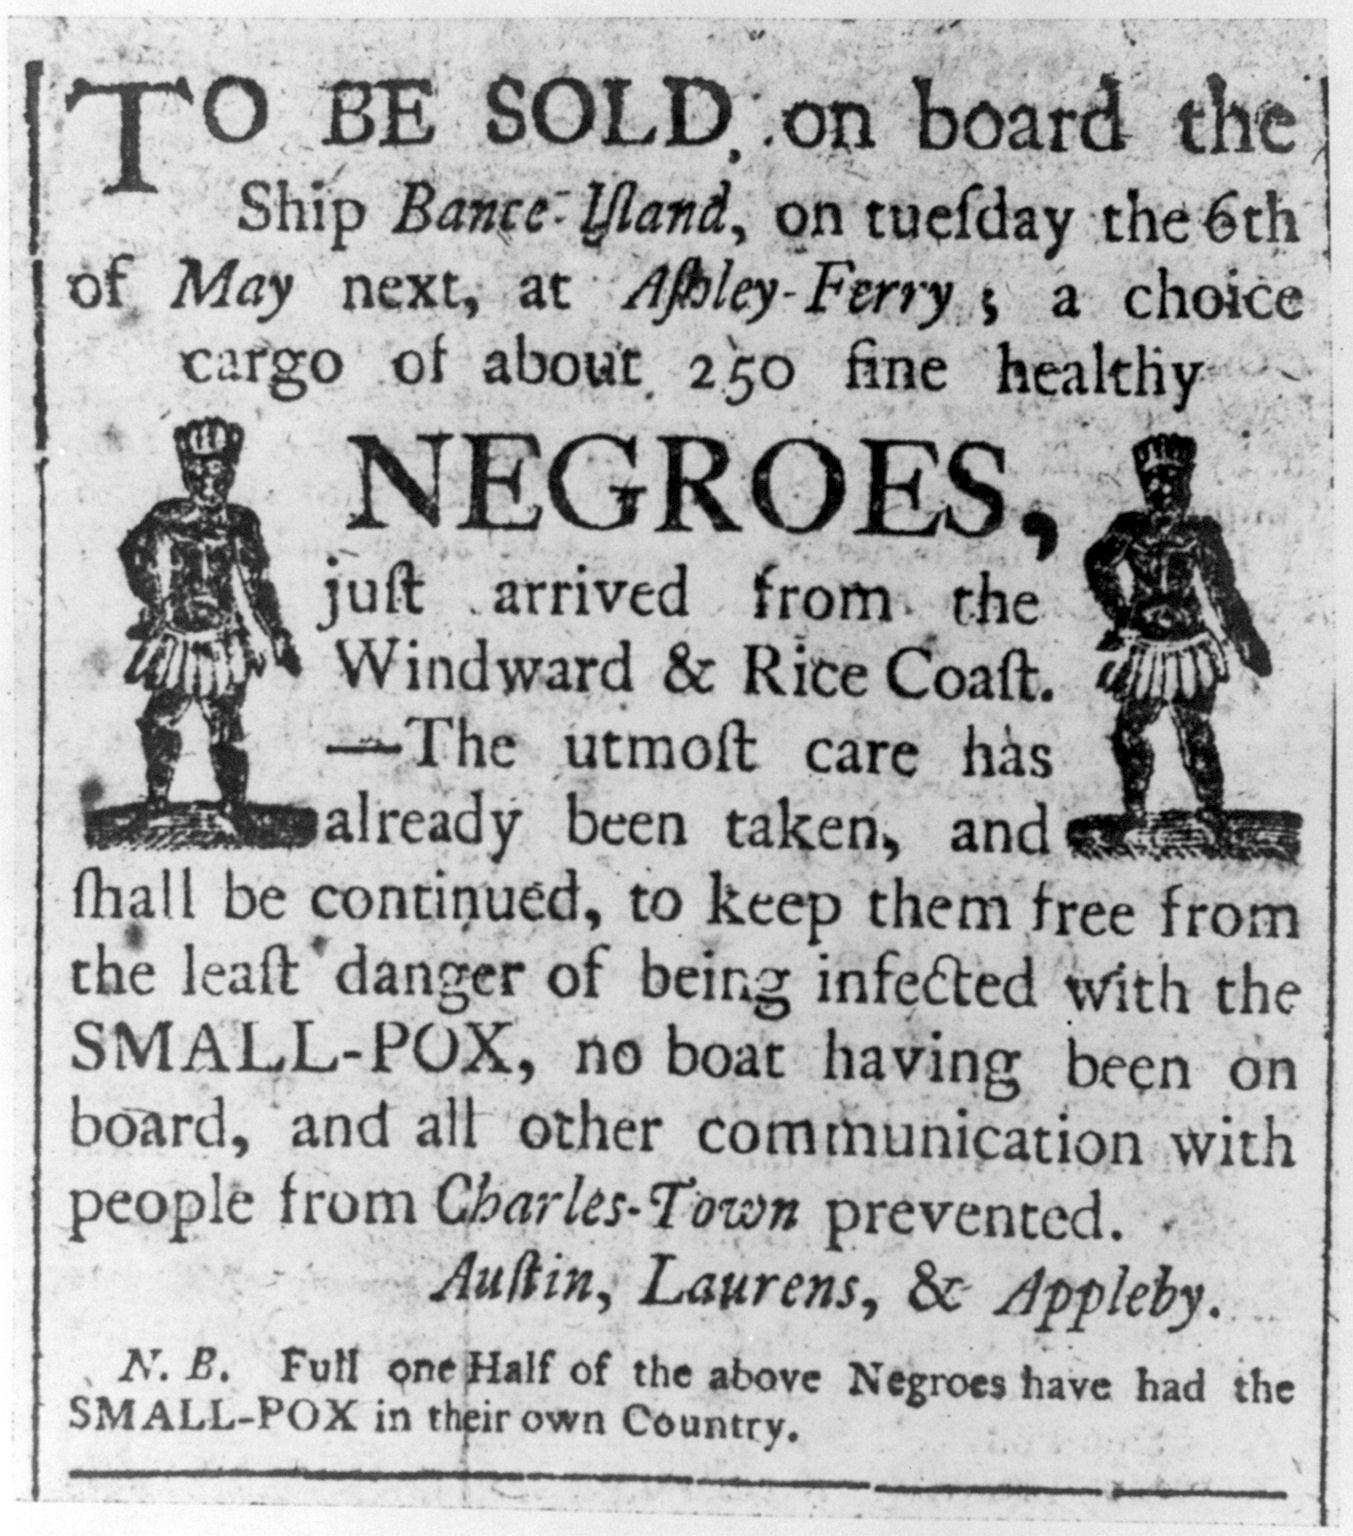 TO BE SOLD, on board the
Ship Bance-Iſland, on tueſday the 6th
of May next, at Aſhley-Ferry; a choice
cargo of about 250 fine healthy
NEGROES,
juſt arrived from the
Windward & Rice Coaſt.
—The utmoſt care has
already been taken, and
ſhall be continued, to keep them free from
the leaſt danger of being infected with the
SMALL-POX, no boat having been on
board, and all other communication with
people from Charles-Town prevented.
Auſtin, Laurens, & Appleby.
N. B. Full one Half of the above Negroes have had the
SMALL-POX in their own Country.